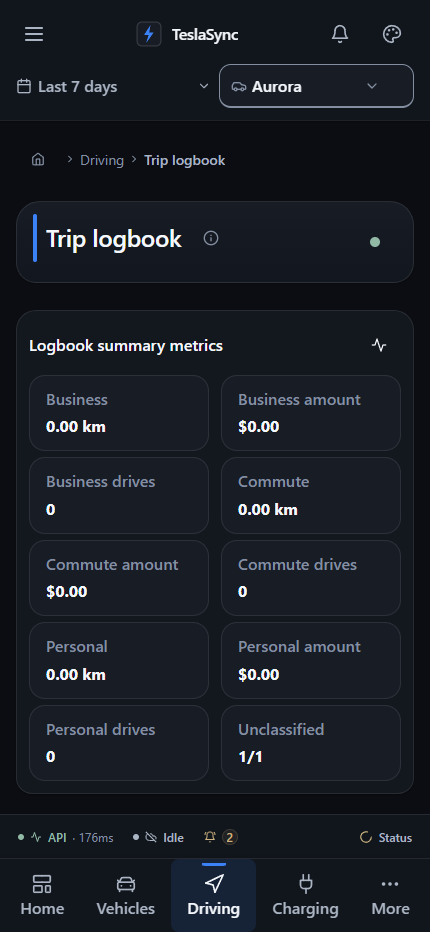 TeslaSync
Last 7 days
Aurora
Driving
Trip logbook
Trip logbook
Logbook summary metrics
Business
0.00 km
Business amount
$0.00
Business drives
0
Commute
0.00 km
Commute amount
$0.00
Commute drives
0
Personal
0.00 km
Personal amount
$0.00
Personal drives
0
Unclassified
1/1
API · 176ms
Idle
2
Status
Home
Vehicles
Driving
Charging
More